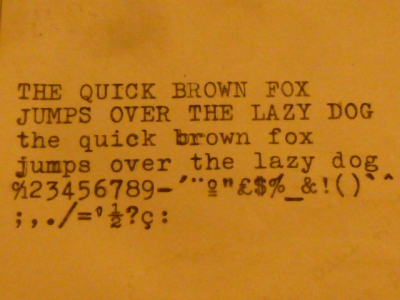 THE QUICK BROWN FOX
JUMPS OVER THE LAZY DOG
the quick brown fox
jumps over the lazy dog
%123456789-´¨º"£$%_&!()`^
;,./='½?ç: